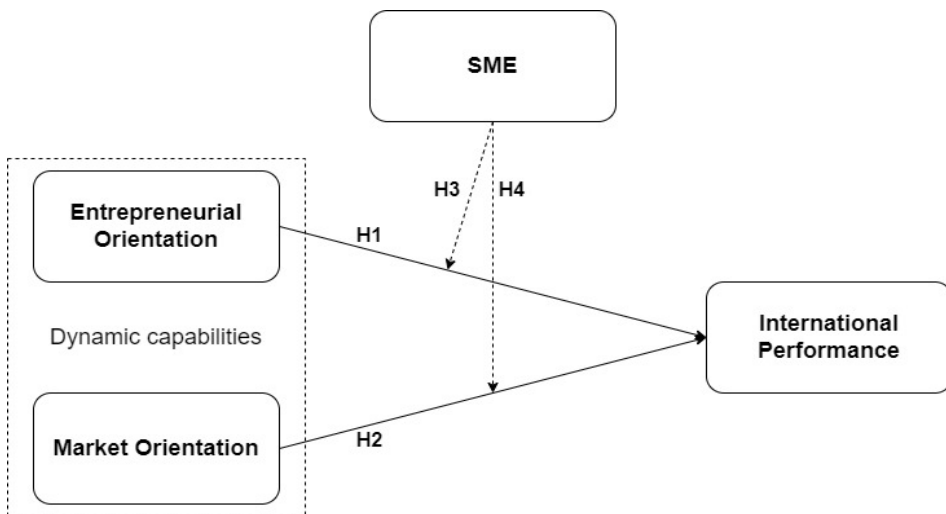 SME
H3
H4
Entrepreneurial
Orientation
H1
Dynamic capabilities
International
Performance
Market Orientation
H2